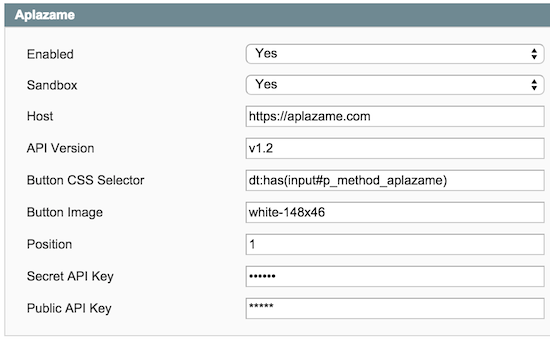 Aplazame
Enabled Yes
Sandbox Yes
Host https://aplazame.com
API Version v1.2
Button CSS Selector dt:has(input#p_method_aplazame)
Button Image white-148x46
Position 1
Secret API Key ••••••
Public API Key *****